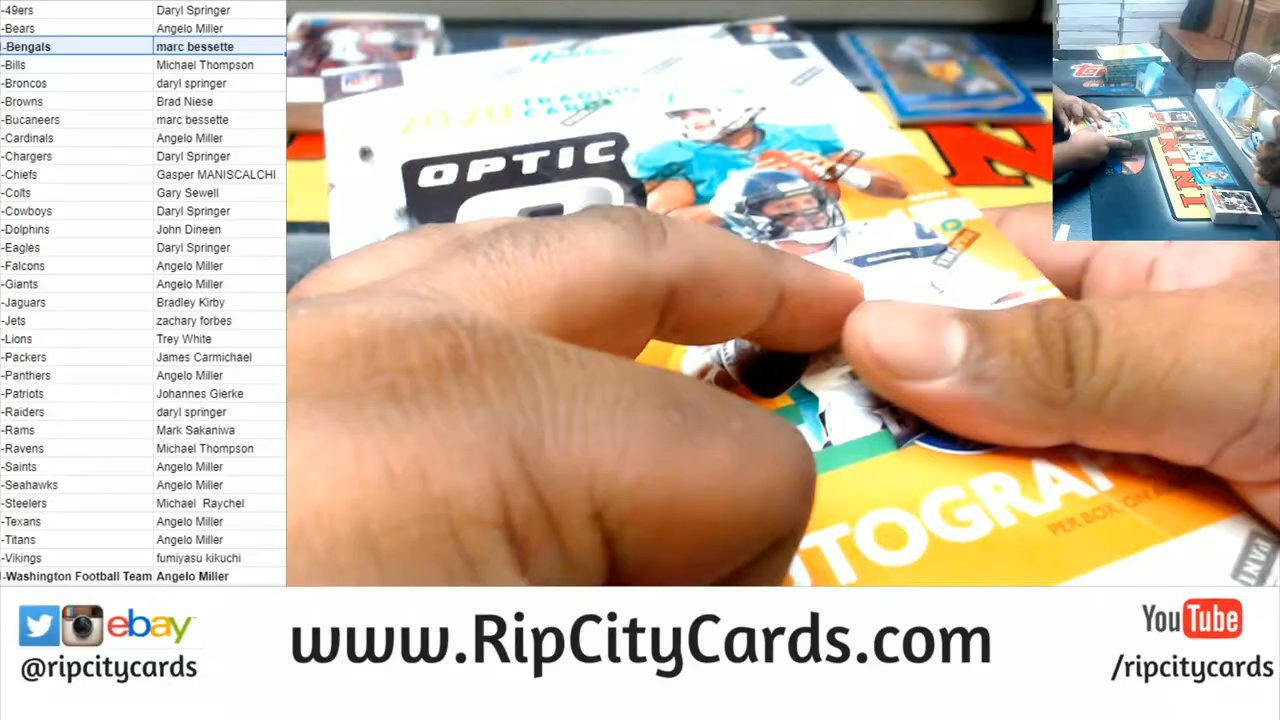 -49ers Daryl Springer
-Bears Angelo Miller
-Bengals marc bessette
-Bills Michael Thompson
-Broncos daryl springer
-Browns Brad Niese
-Bucaneers marc bessette
-Cardinals Angelo Miller
-Chargers Daryl Springer
-Chiefs Gasper MANISCALCHI
-Colts Gary Sewell
-Cowboys Daryl Springer
-Dolphins John Dineen
-Eagles Daryl Springer
-Falcons Angelo Miller
-Giants Angelo Miller
-Jaguars Bradley Kirby
-Jets zachary forbes
-Lions Trey White
-Packers James Carmichael
-Panthers Angelo Miller
-Patriots Johannes Gierke
-Raiders daryl springer
-Rams Mark Sakaniwa
-Ravens Michael Thompson
-Saints Angelo Miller
-Seahawks Angelo Miller
-Steelers Michael Raychel
-Texans Angelo Miller
-Titans Angelo Miller
-Vikings fumiyasu kikuchi
-Washington Football Team Angelo Miller
2020 TRADING CARDS
OPTIC
PER BOX, ON
PANINI
ebay
@ripcitycards
www.RipCityCards.com
YouTube
/ripcitycards